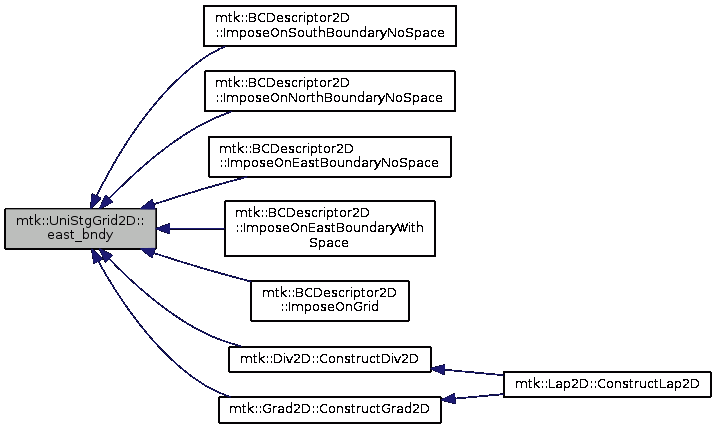 mtk::BCDescriptor2D
::ImposeOnSouthBoundaryNoSpace
mtk::BCDescriptor2D
::ImposeOnNorthBoundaryNoSpace
mtk::BCDescriptor2D
::ImposeOnEastBoundaryNoSpace
mtk::UniStgGrid2D::
east_bndy
mtk::BCDescriptor2D
::ImposeOnEastBoundaryWith
Space
mtk::BCDescriptor2D
::ImposeOnGrid
mtk::Div2D::ConstructDiv2D
mtk::Lap2D::ConstructLap2D
mtk::Grad2D::ConstructGrad2D